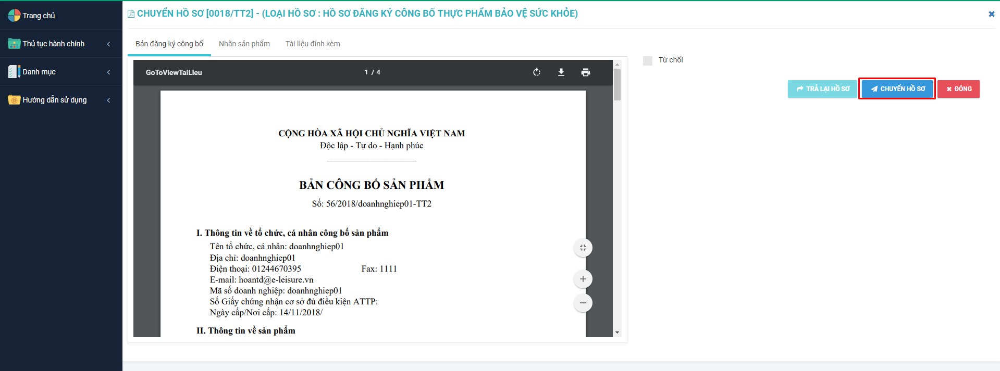 Trang chủ
Thủ tục hành chính
Danh mục
Hướng dẫn sử dụng
CHUYỂN HỒ SƠ [0018/TT2] - (LOẠI HỒ SƠ : HỒ SƠ ĐĂNG KÝ CÔNG BỐ THỰC PHẨM BẢO VỆ SỨC KHỎE)
Bản đăng ký công bố Nhãn sản phẩm Tài liệu đính kèm
GoToViewTaiLieu 1 / 4
CỘNG HÒA XÃ HỘI CHỦ NGHĨA VIỆT NAM
Độc lập - Tự do - Hạnh phúc
BẢN CÔNG BỐ SẢN PHẨM
Số: 56/2018/doanhnghiep01-TT2
I. Thông tin về tổ chức, cá nhân công bố sản phẩm
Tên tổ chức, cá nhân: doanhnghiep01
Địa chỉ: doanhnghiep01
Điện thoại: 01244670395 Fax: 1111
E-mail: hoantd@e-leisure.vn
Mã số doanh nghiệp: doanhnghiep01
Số Giấy chứng nhận cơ sở đủ điều kiện ATTP:
Ngày cấp/Nơi cấp: 14/11/2018/
II. Thông tin về sản phẩm
Từ chối
TRẢ LẠI HỒ SƠ CHUYỂN HỒ SƠ ĐÓNG